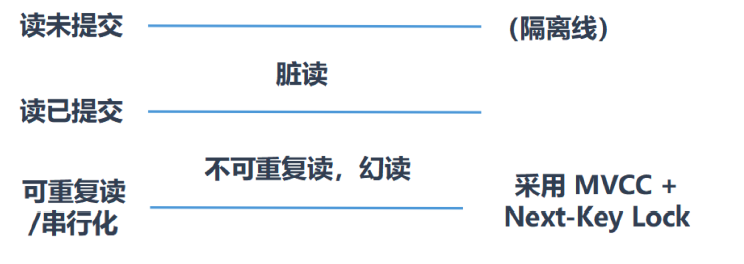 读未提交
（隔离线）
脏读
读已提交
不可重复读，幻读
可重复读
/串行化
采用 MVCC +
Next-Key Lock